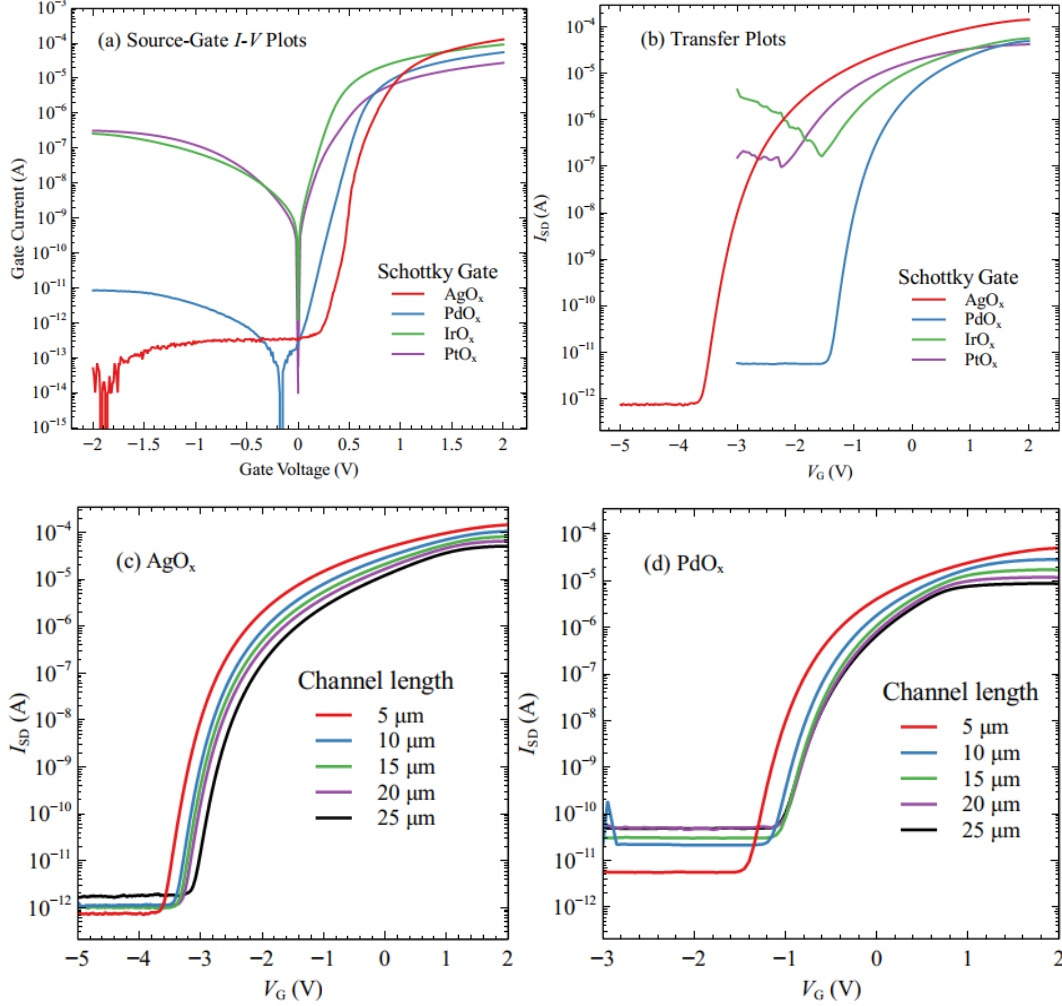 (a) Source-Gate I-V Plots
Gate Current (A)
10⁻⁴
10⁻⁵
10⁻⁶
10⁻⁷
10⁻⁸
10⁻⁹
10⁻¹⁰
10⁻¹¹
10⁻¹²
10⁻¹³
10⁻¹⁴
10⁻¹⁵
Schottky Gate
AgOₓ
PdOₓ
IrOₓ
PtOₓ
−2 −1.5 −1 −0.5 0 0.5 1 1.5 2
Gate Voltage (V)
(b) Transfer Plots
I_SD (A)
10⁻⁴
10⁻⁵
10⁻⁶
10⁻⁷
10⁻⁸
10⁻⁹
10⁻¹⁰
10⁻¹¹
10⁻¹²
Schottky Gate
AgOₓ
PdOₓ
IrOₓ
PtOₓ
−5 −4 −3 −2 −1 0 1 2
V_G (V)
(c) AgOₓ
I_SD (A)
10⁻⁴
10⁻⁵
10⁻⁶
10⁻⁷
10⁻⁸
10⁻⁹
10⁻¹⁰
10⁻¹¹
10⁻¹²
Channel length
5 μm
10 μm
15 μm
20 μm
25 μm
−5 −4 −3 −2 −1 0 1 2
V_G (V)
(d) PdOₓ
I_SD (A)
10⁻⁴
10⁻⁵
10⁻⁶
10⁻⁷
10⁻⁸
10⁻⁹
10⁻¹⁰
10⁻¹¹
10⁻¹²
Channel length
5 μm
10 μm
15 μm
20 μm
25 μm
−3 −2 −1 0 1 2
V_G (V)